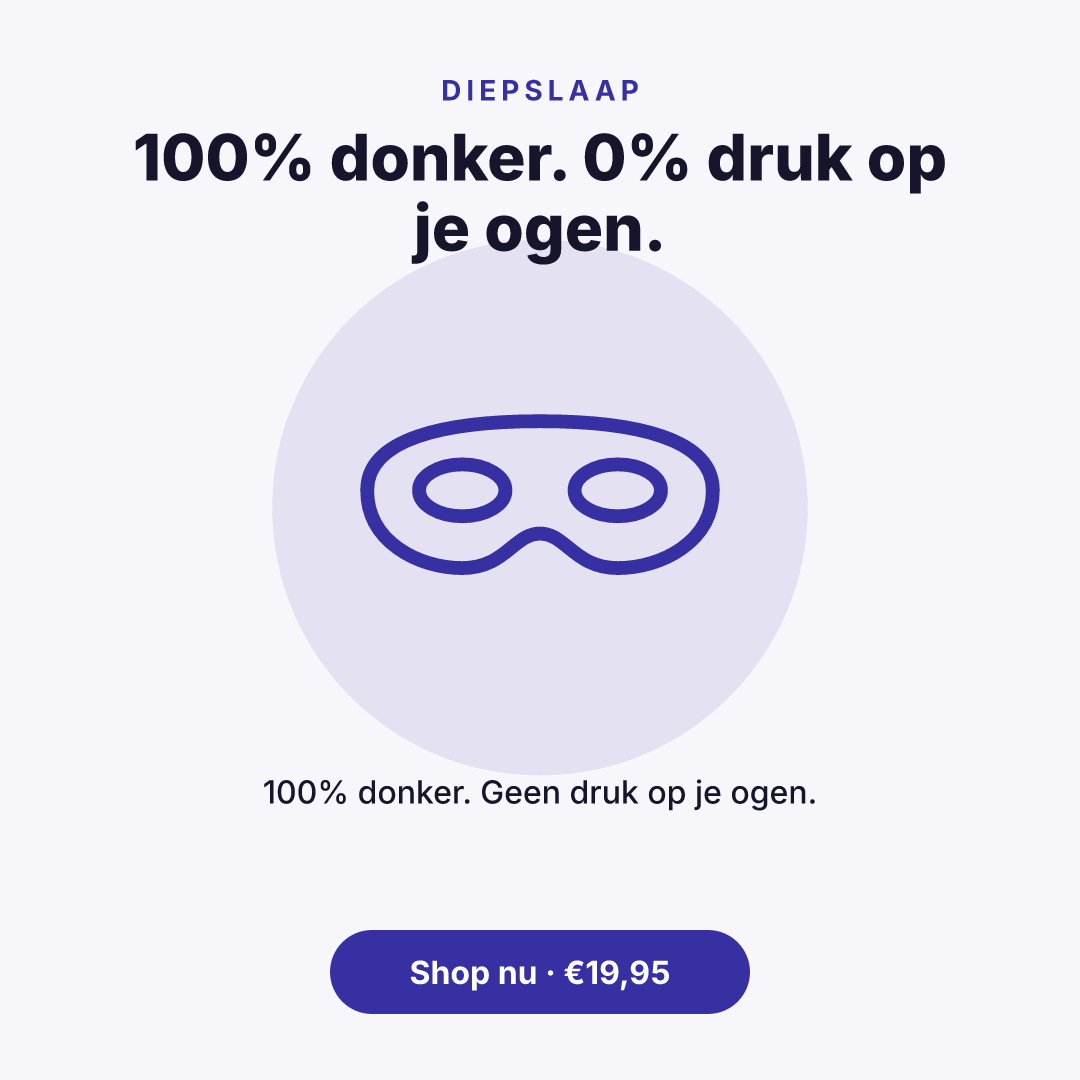 DIEPSLAAP
100% donker. 0% druk op
je ogen.
100% donker. Geen druk op je ogen.
Shop nu · €19,95